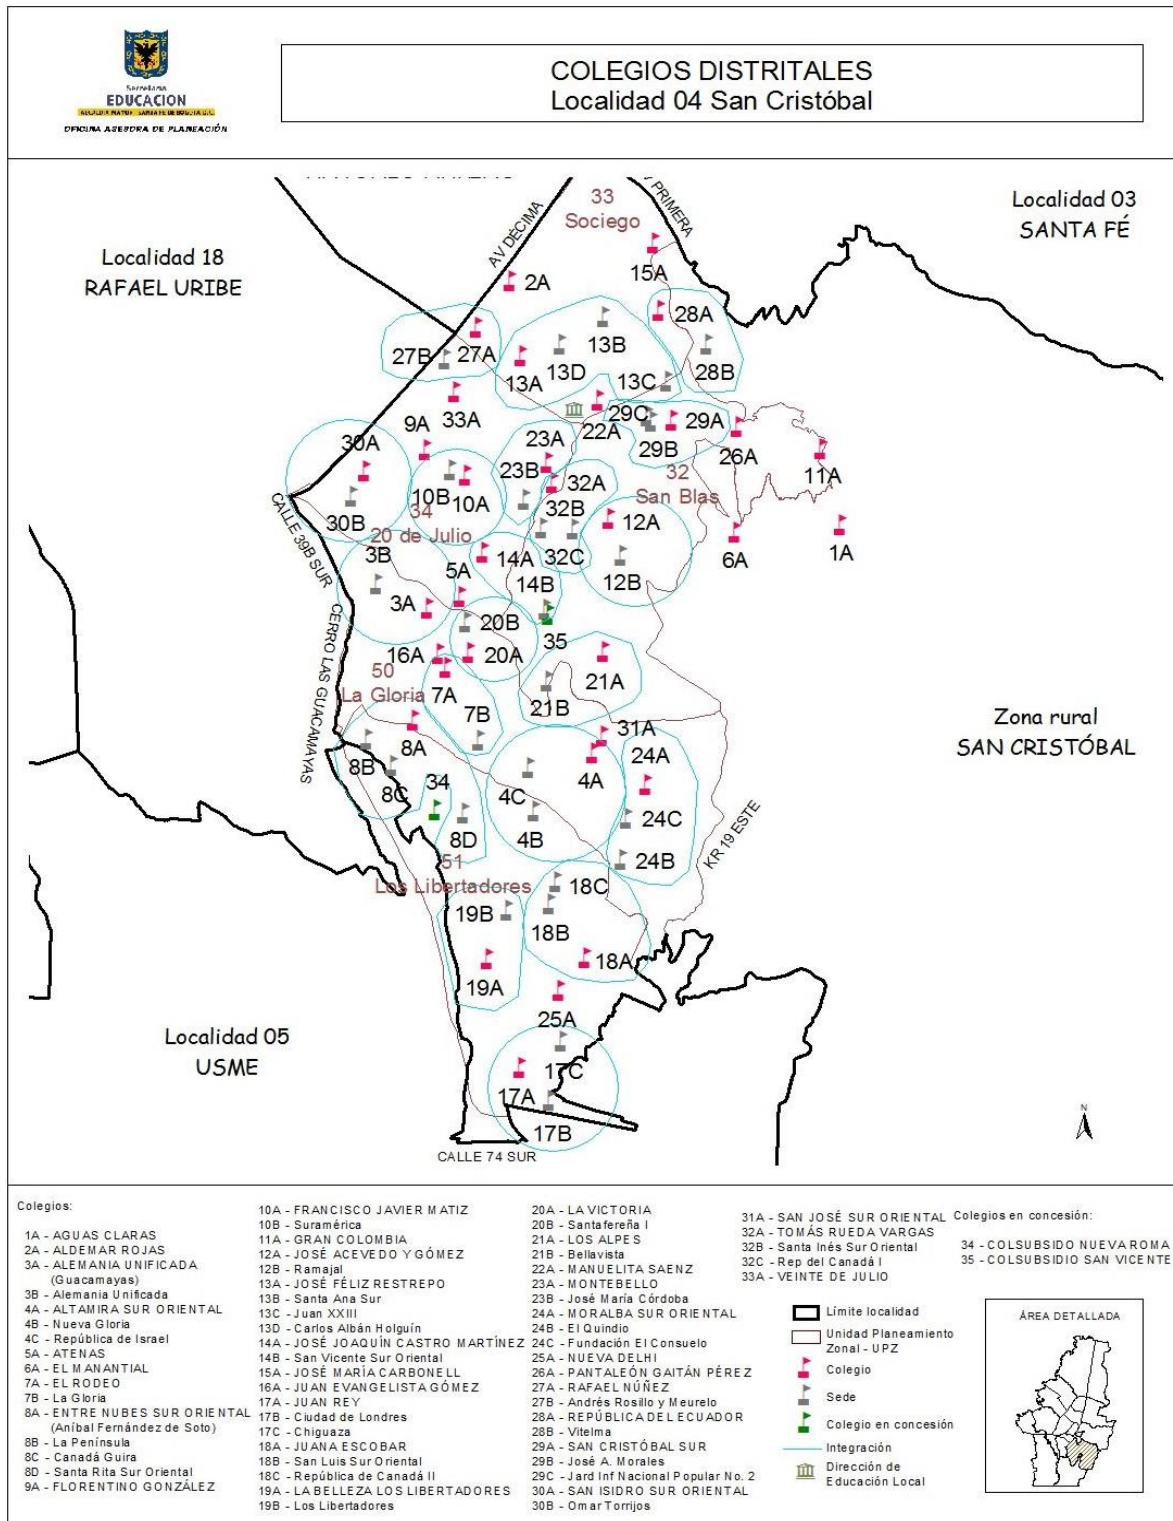 Secretaría
EDUCACION
ALCALDIA MAYOR SANTA FE DE BOGOTA D.C.
OFICINA ASESORA DE PLANEACIÓN
COLEGIOS DISTRITALES
Localidad 04 San Cristóbal
33
Sociego
PRIMERA
AV DÉCIMA
Localidad 03
SANTA FÉ
Localidad 18
RAFAEL URIBE
15A
2A
28A
13B
27B
27A
13D
28B
13A
13C
33A
29C
9A
22A
29A
30A
23A
29B
26A
23B
32
11A
10B
10A
32A
San Blas
30B
34
32B
12A
20 de Julio
CALLE 39B SUR
3B
14A
32C
6A
1A
5A
12B
14B
3A
20B
35
16A
20A
CERRO LAS GUACAMAYAS
50
La Gloria
7A
21A
7B
21B
Zona rural
SAN CRISTÓBAL
8A
31A
8B
24A
8C
34
4C
4A
8D
4B
24C
KR 19 ESTE
24B
51
Los Libertadores
18C
19B
18B
18A
19A
25A
Localidad 05
USME
17C
17A
17B
N
CALLE 74 SUR
Colegios:
1A - AGUAS CLARAS
2A - ALDEMAR ROJAS
3A - ALEMANIA UNIFICADA
(Guacamayas)
3B - Alemania Unificada
4A - ALTAMIRA SUR ORIENTAL
4B - Nueva Gloria
4C - República de Israel
5A - ATENAS
6A - EL MANANTIAL
7A - EL RODEO
7B - La Gloria
8A - ENTRE NUBES SUR ORIENTAL
(Aníbal Fernández de Soto)
8B - La Península
8C - Canadá Guira
8D - Santa Rita Sur Oriental
9A - FLORENTINO GONZÁLEZ
10A - FRANCISCO JAVIER MATIZ
10B - Suramérica
11A - GRAN COLOMBIA
12A - JOSÉ ACEVEDO Y GÓMEZ
12B - Ramajal
13A - JOSÉ FÉLIZ RESTREPO
13B - Santa Ana Sur
13C - Juan XXIII
13D - Carlos Albán Holguín
14A - JOSÉ JOAQUÍN CASTRO MARTÍNEZ
14B - San Vicente Sur Oriental
15A - JOSÉ MARÍA CARBONELL
16A - JUAN EVANGELISTA GÓMEZ
17A - JUAN REY
17B - Ciudad de Londres
17C - Chiguaza
18A - JUANA ESCOBAR
18B - San Luis Sur Oriental
18C - República de Canadá II
19A - LA BELLEZA LOS LIBERTADORES
19B - Los Libertadores
20A - LA VICTORIA
20B - Santafereña I
21A - LOS ALPES
21B - Bellavista
22A - MANUELITA SAENZ
23A - MONTEBELLO
23B - José María Córdoba
24A - MORALBA SUR ORIENTAL
24B - El Quindio
24C - Fundación El Consuelo
25A - NUEVA DELHI
26A - PANTALEÓN GAITÁN PÉREZ
27A - RAFAEL NÚÑEZ
27B - Andrés Rosillo y Meurelo
28A - REPÚBLICA DEL ECUADOR
28B - Vitelma
29A - SAN CRISTÓBAL SUR
29B - José A. Morales
29C - Jard Inf Nacional Popular No. 2
30A - SAN ISIDRO SUR ORIENTAL
30B - Omar Torrijos
31A - SAN JOSÉ SUR ORIENTAL
32A - TOMÁS RUEDA VARGAS
32B - Santa Inés Sur Oriental
32C - Rep del Canadá I
33A - VEINTE DE JULIO
Colegios en concesión:
34 - COLSUBSIDO NUEVA ROMA
35 - COLSUBSIDIO SAN VICENTE
Límite localidad
Unidad Planeamiento
Zonal - UPZ
Colegio
Sede
Colegio en concesión
Integración
Dirección de
Educación Local
ÁREA DETALLADA